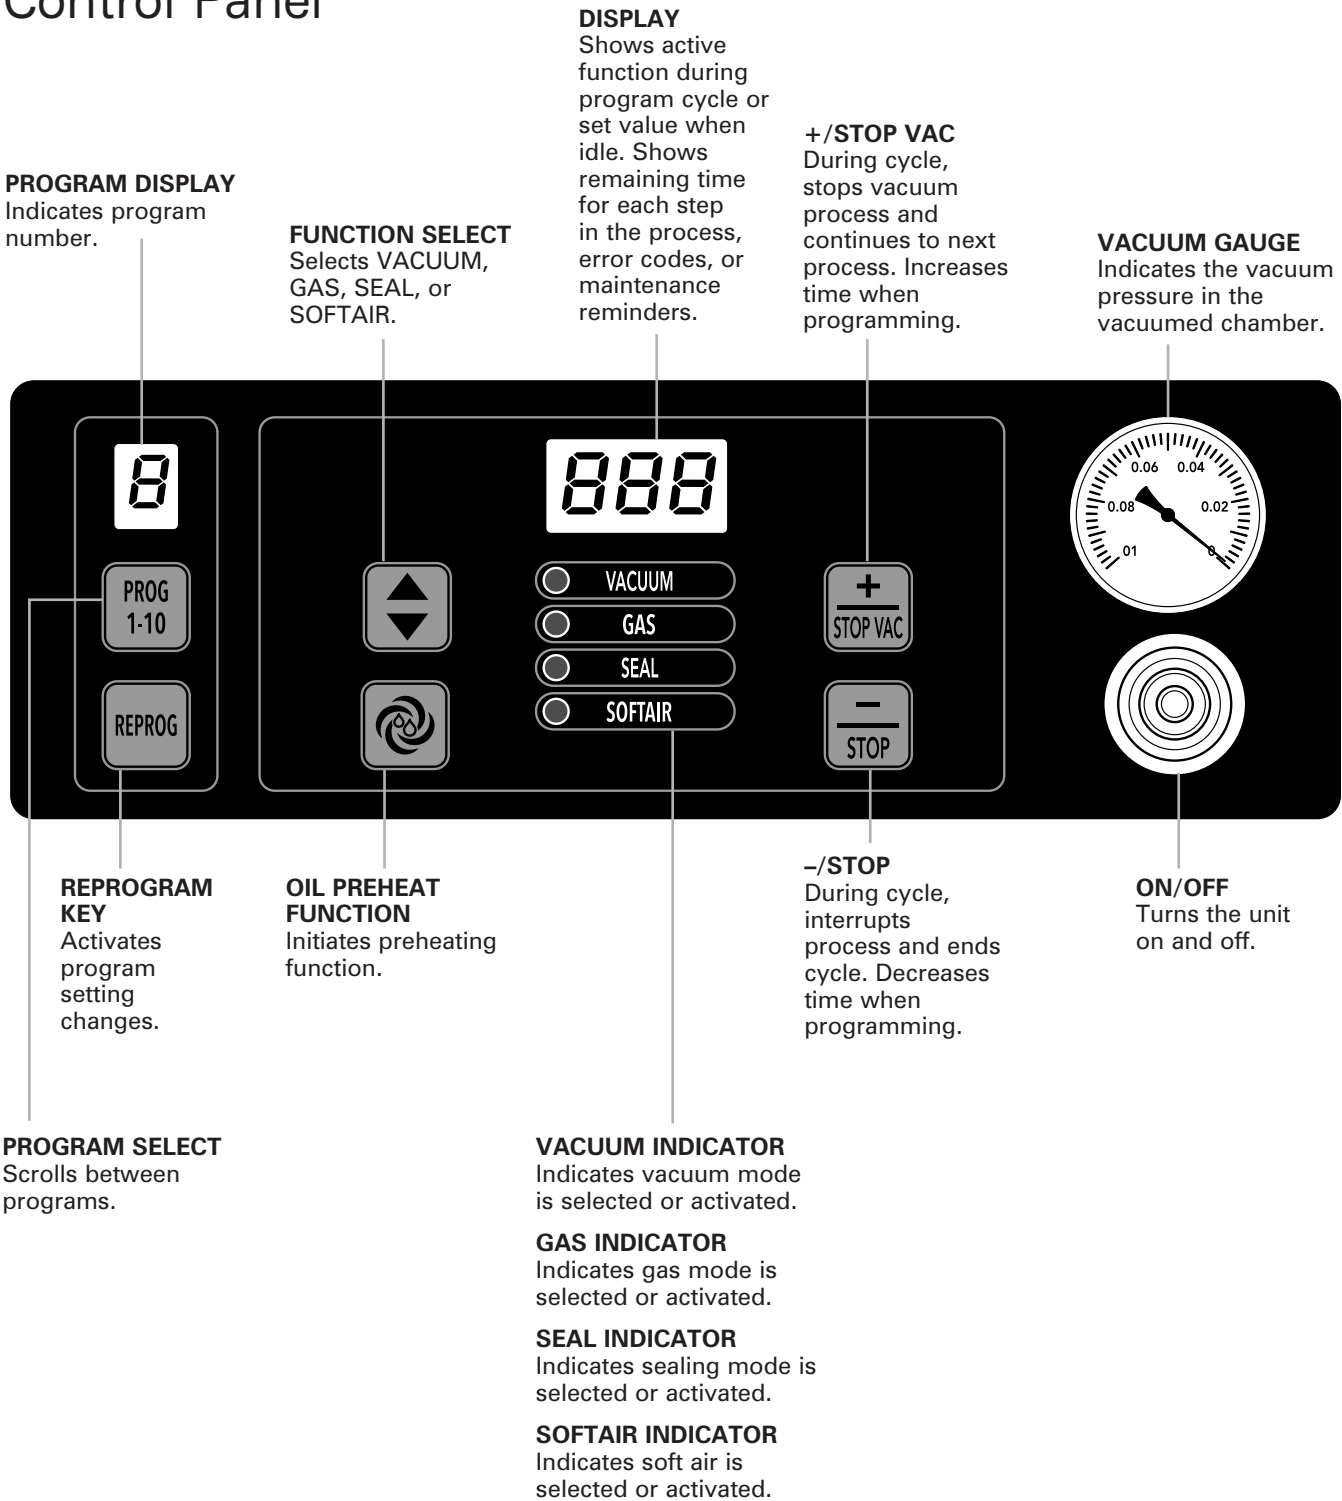 Control Panel
DISPLAY
Shows active
function during
program cycle or
set value when
idle. Shows
remaining time
for each step
in the process,
error codes, or
maintenance
reminders.
+/STOP VAC
During cycle,
stops vacuum
process and
continues to next
process. Increases
time when
programming.
PROGRAM DISPLAY
Indicates program
number.
FUNCTION SELECT
Selects VACUUM,
GAS, SEAL, or
SOFTAIR.
VACUUM GAUGE
Indicates the vacuum
pressure in the
vacuumed chamber.
8
PROG
1-10
REPROG
888
VACUUM
GAS
SEAL
SOFTAIR
+
STOP VAC
−
STOP
0.06 0.04
0.08 0.02
01 0
REPROGRAM
KEY
Activates
program
setting
changes.
OIL PREHEAT
FUNCTION
Initiates preheating
function.
–/STOP
During cycle,
interrupts
process and ends
cycle. Decreases
time when
programming.
ON/OFF
Turns the unit
on and off.
PROGRAM SELECT
Scrolls between
programs.
VACUUM INDICATOR
Indicates vacuum mode
is selected or activated.
GAS INDICATOR
Indicates gas mode is
selected or activated.
SEAL INDICATOR
Indicates sealing mode is
selected or activated.
SOFTAIR INDICATOR
Indicates soft air is
selected or activated.